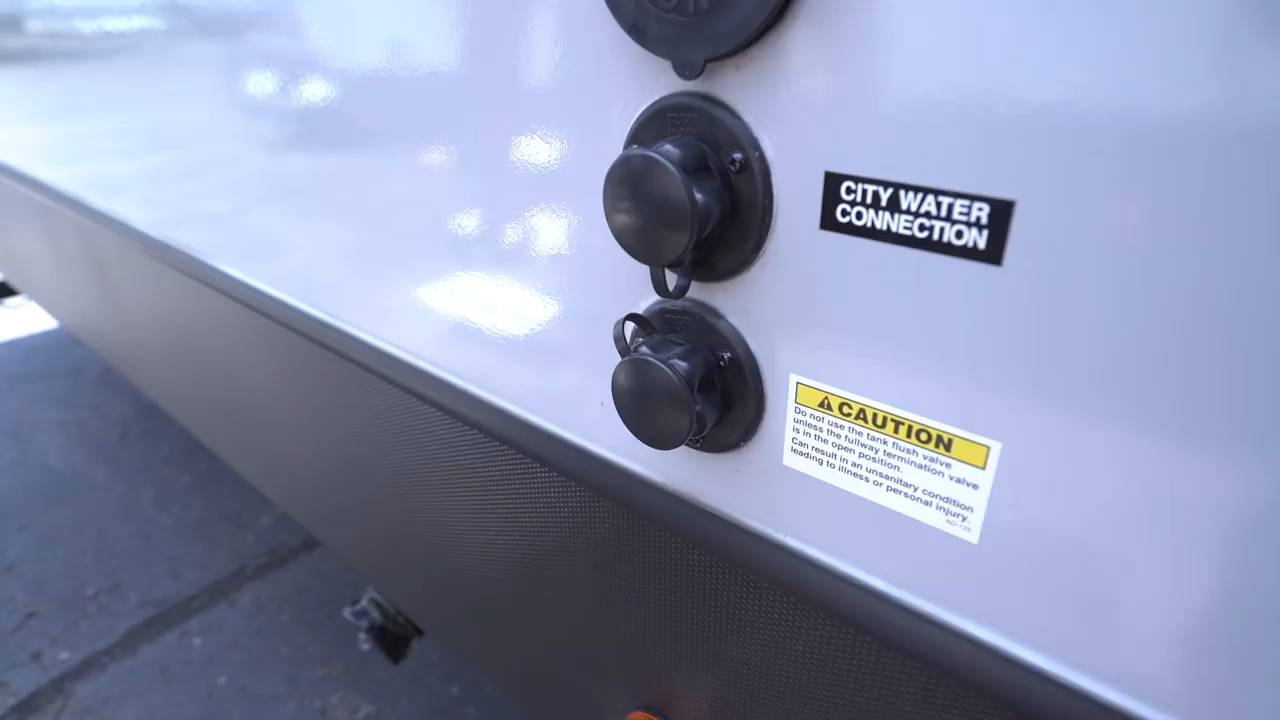 CITY WATER
CONNECTION
CAUTION
Do not use the tank flush valve
unless the fullway termination valve
is in the open position.
Can result in an unsanitary condition
leading to illness or personal injury.